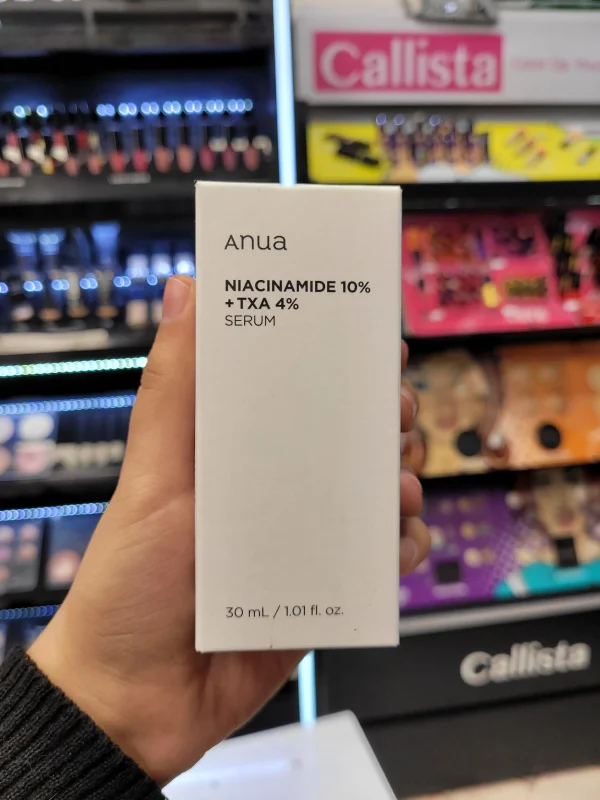 Callista
Anua
NIACINAMIDE 10%
+ TXA 4%
SERUM
30 mL / 1.01 fl. oz.
Callista